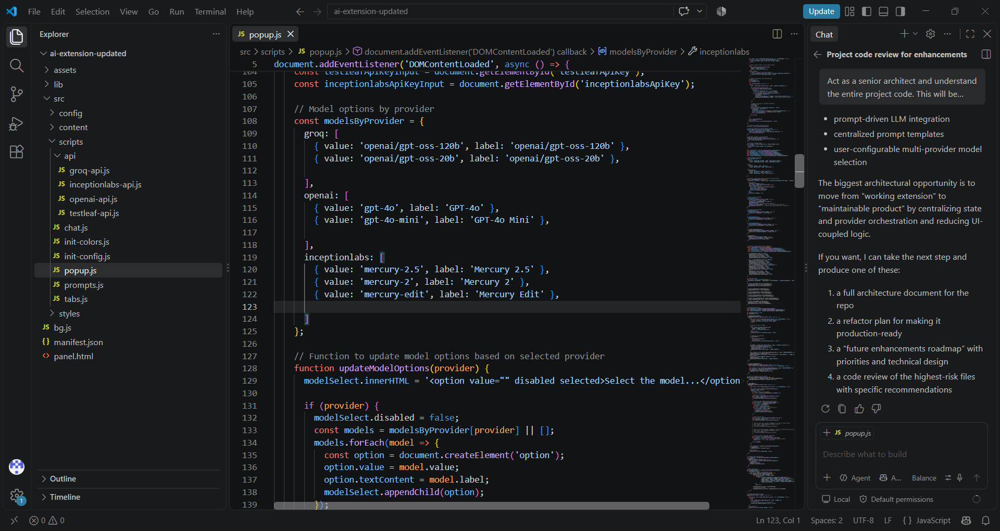 File Edit Selection View Go Run Terminal Help
ai-extension-updated
Update
Explorer
ai-extension-updated
assets
lib
src
config
content
scripts
api
JS groq-api.js
JS inceptionlabs-api.js
JS openai-api.js
JS testleaf-api.js
JS chat.js
JS init-colors.js
JS init-config.js
JS popup.js
JS prompts.js
JS tabs.js
styles
JS bg.js
{} manifest.json
<> panel.html
Outline
Timeline
1
JS popup.js
src > scripts > JS popup.js > document.addEventListener('DOMContentLoaded') callback > modelsByProvider > inceptionlabs
5 document.addEventListener('DOMContentLoaded', async () => {
104 const testleafApiKeyInput = document.getElementById('testleafApiKey');
105 const inceptionlabsApiKeyInput = document.getElementById('inceptionlabsApiKey');
106
107 // Model options by provider
108 const modelsByProvider = {
109 groq: [
110 { value: 'openai/gpt-oss-120b', label: 'openai/gpt-oss-120b' },
111 { value: 'openai/gpt-oss-20b', label: 'openai/gpt-oss-20b' },
112
113 ],
114 openai: [
115 { value: 'gpt-4o', label: 'GPT-4o' },
116 { value: 'gpt-4o-mini', label: 'GPT-4o Mini' },
117
118 ],
119 inceptionlabs: [
120 { value: 'mercury-2.5', label: 'Mercury 2.5' },
121 { value: 'mercury-2', label: 'Mercury 2' },
122 { value: 'mercury-edit', label: 'Mercury Edit' },
123
124 ]
125 };
126
127 // Function to update model options based on selected provider
128 function updateModelOptions(provider) {
129 modelSelect.innerHTML = '<option value="" disabled selected>Select the model...</option
130
131 if (provider) {
132 modelSelect.disabled = false;
133 const models = modelsByProvider[provider] || [];
134 models.forEach(model => {
135 const option = document.createElement('option');
136 option.value = model.value;
137 option.textContent = model.label;
138 modelSelect.appendChild(option);
139 });
Chat
Project code review for enhancements
Act as a senior architect and understand
the entire project code. This will be...
• prompt-driven LLM integration
• centralized prompt templates
• user-configurable multi-provider model
selection
The biggest architectural opportunity is to
move from “working extension” to
“maintainable product” by centralizing state
and provider orchestration and reducing UI-
coupled logic.
If you want, I can take the next step and
produce one of these:
1. a full architecture document for the
repo
2. a refactor plan for making it
production-ready
3. a “future enhancements roadmap” with
priorities and technical design
4. a code review of the highest-risk files
with specific recommendations
JS popup.js
Describe what to build
Agent A... Balance
Local Default permissions
0 0
Ln 123, Col 1 Spaces: 2 UTF-8 LF {} JavaScript